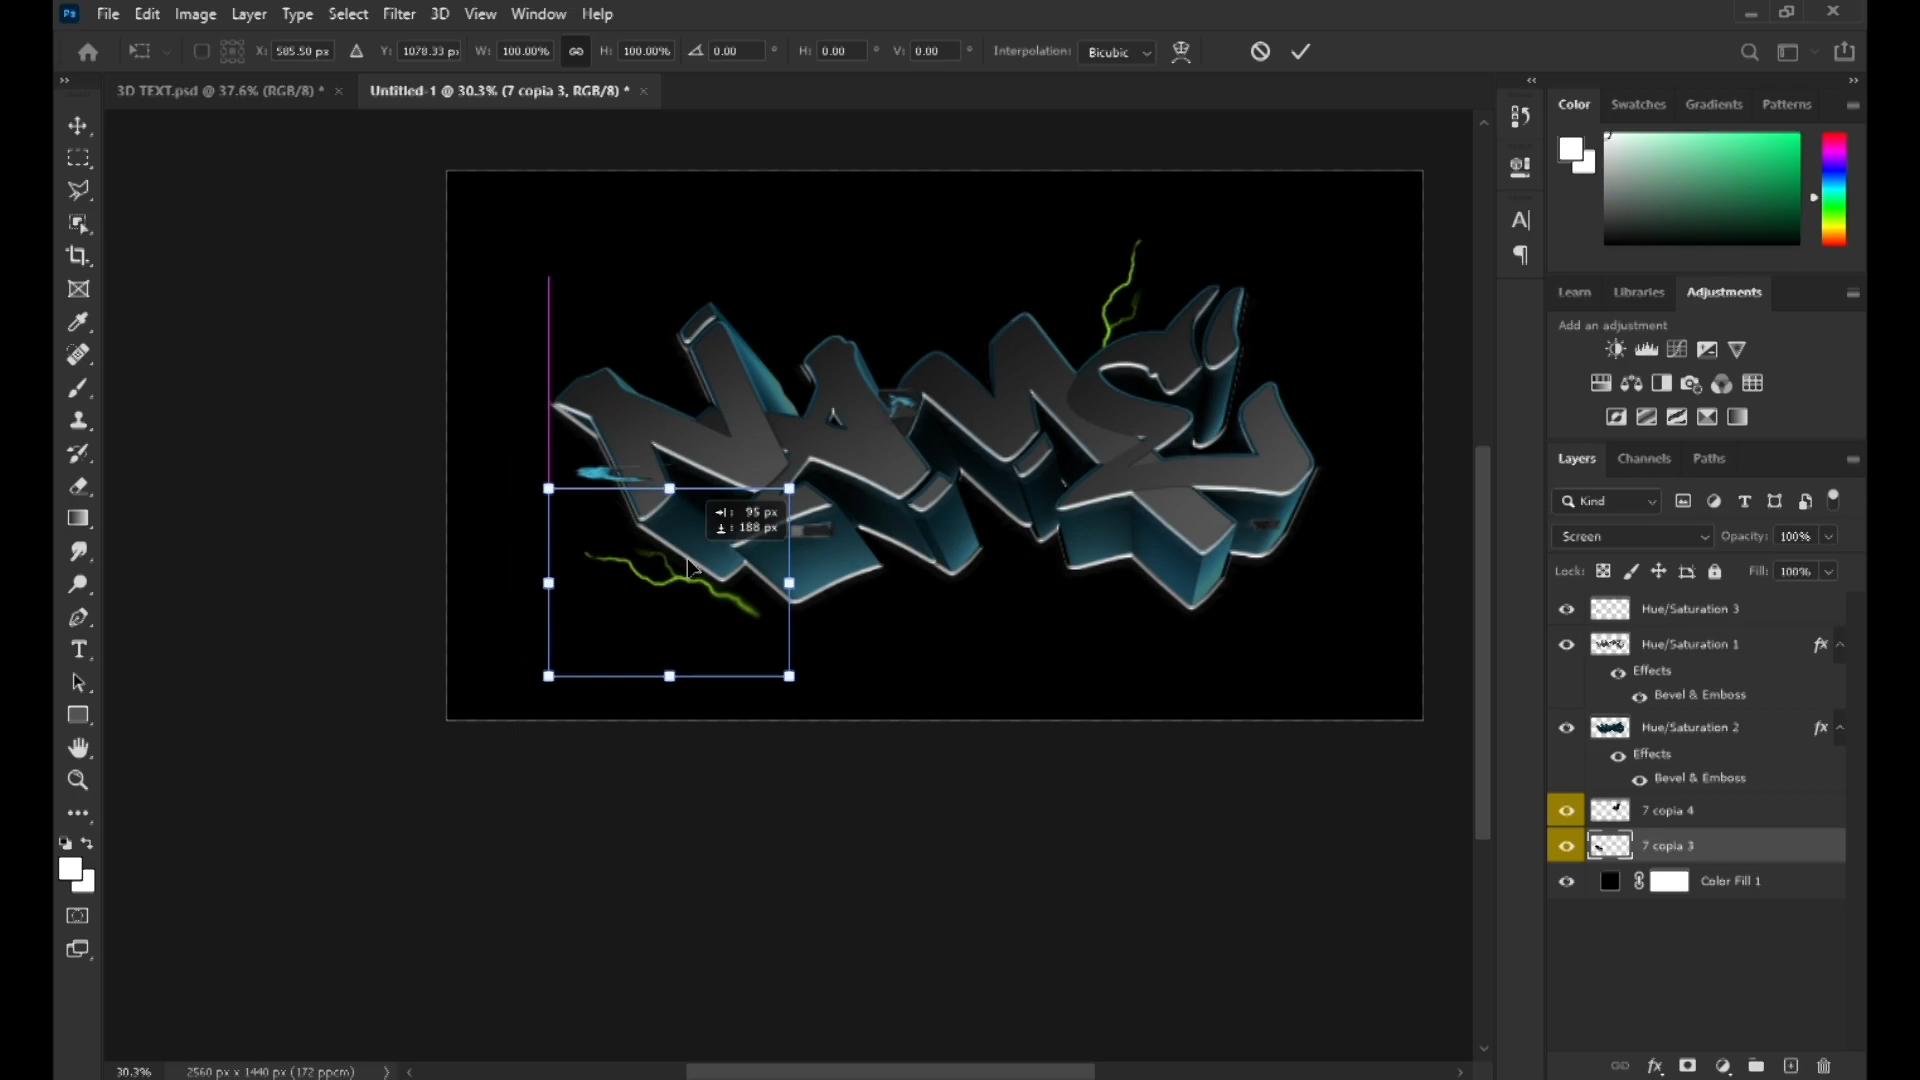 Ps File Edit Image Layer Type Select Filter 3D View Window Help
X: 585.50 px Y: 1078.33 p W: 100.00% H: 100.00% 0.00 ° H: 0.00 ° V: 0.00 ° Interpolation: Bicubic
3D TEXT.psd @ 37.6% (RGB/8) * × Untitled-1 @ 30.3% (7 copia 3, RGB/8) * ×
Color Swatches Gradients Patterns
Learn Libraries Adjustments
Add an adjustment
Layers Channels Paths
Kind
Screen Opacity: 100%
Lock: Fill: 100%
Hue/Saturation 3
Hue/Saturation 1 fx
Effects
Bevel & Emboss
Hue/Saturation 2 fx
Effects
Bevel & Emboss
7 copia 4
7 copia 3
Color Fill 1
NAME
: 95 px
: 188 px
30.3% 2560 px x 1440 px (172 ppcm)